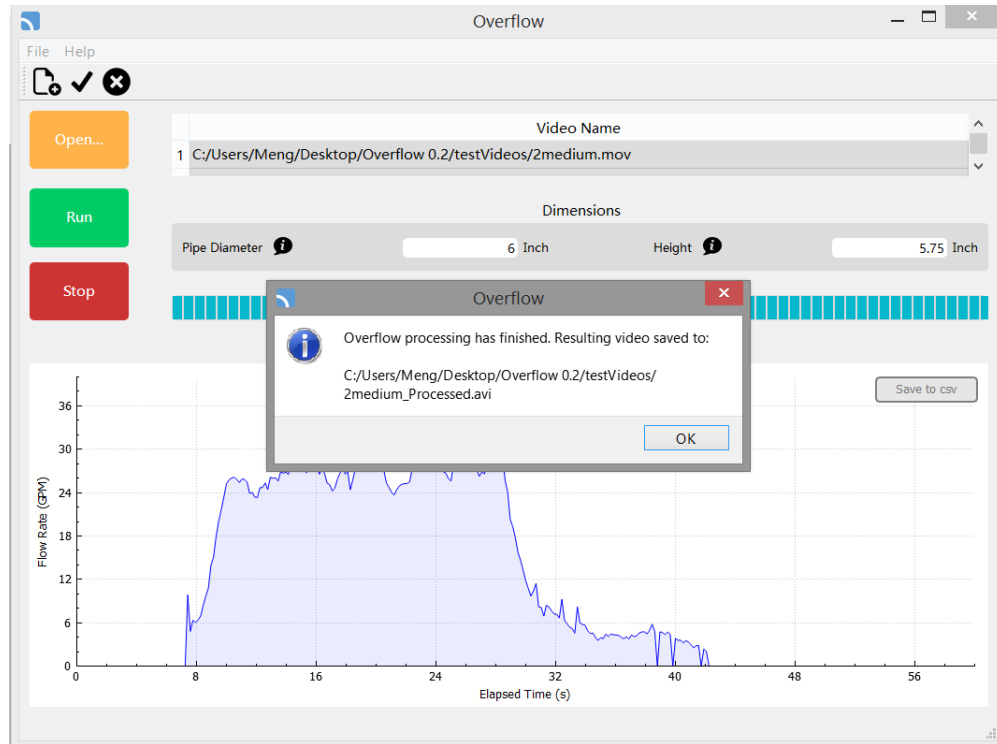 Overflow
File Help
Open...
Run
Stop
Video Name
1 C:/Users/Meng/Desktop/Overflow 0.2/testVideos/2medium.mov
Dimensions
Pipe Diameter 6 Inch Height 5.75 Inch
Overflow
Overflow processing has finished. Resulting video saved to:
C:/Users/Meng/Desktop/Overflow 0.2/testVideos/
2medium_Processed.avi
OK
Save to csv
Flow Rate (GPM)
36
30
24
18
12
6
0
0 8 16 24 32 40 48 56
Elapsed Time (s)